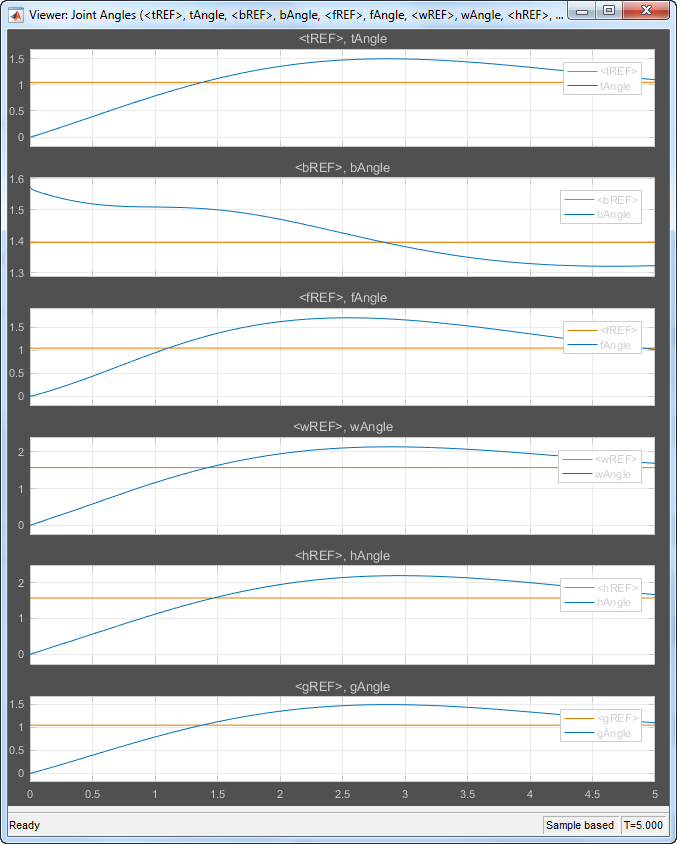 Viewer: Joint Angles (<tREF>, tAngle, <bREF>, bAngle, <fREF>, fAngle, <wREF>, wAngle, <hREF>, ...
<tREF>, tAngle
1.5
1
0.5
0
<tREF>
tAngle
<bREF>, bAngle
1.6
1.5
1.4
1.3
<bREF>
bAngle
<fREF>, fAngle
1.5
1
0.5
0
<fREF>
fAngle
<wREF>, wAngle
2
1
0
<wREF>
wAngle
<hREF>, hAngle
2
1
0
<hREF>
hAngle
<gREF>, gAngle
1.5
1
0.5
0
<gREF>
gAngle
0 0.5 1 1.5 2 2.5 3 3.5 4 4.5 5
Ready Sample based T=5.000